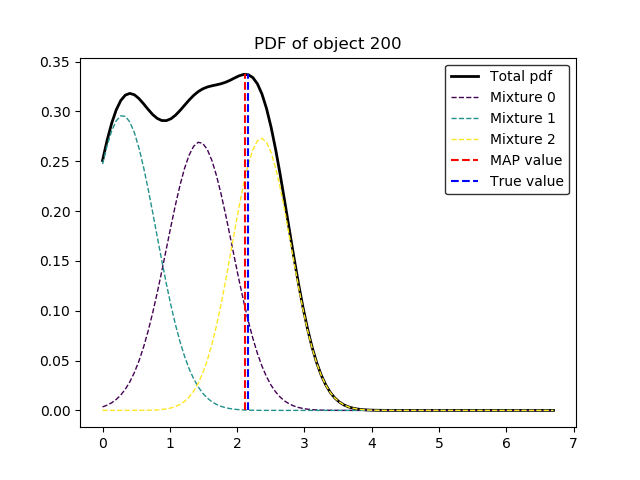 PDF of object 200
0.35
0.30
0.25
0.20
0.15
0.10
0.05
0.00
0 1 2 3 4 5 6 7
Total pdf
Mixture 0
Mixture 1
Mixture 2
MAP value
True value